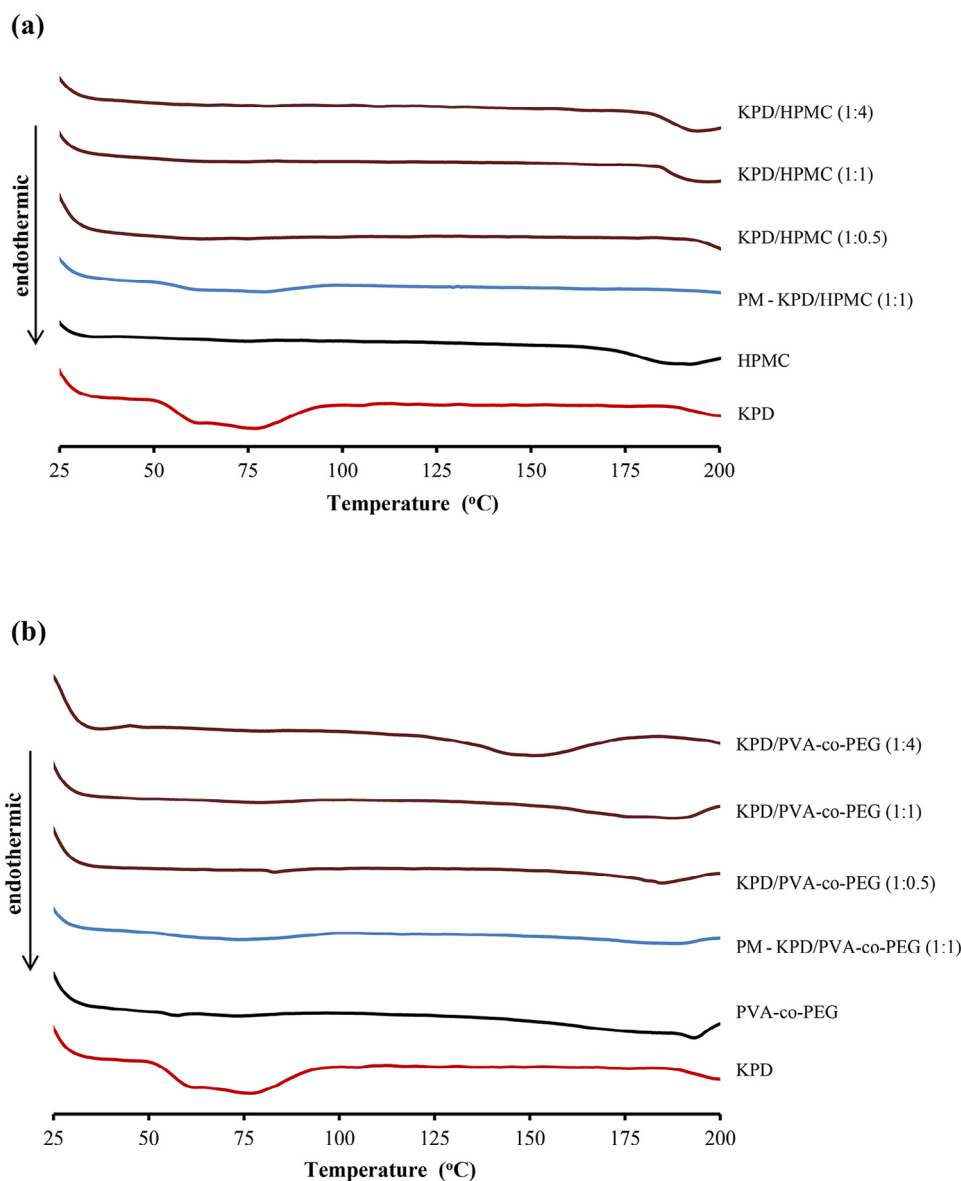 (a)
KPD/HPMC (1:4)
KPD/HPMC (1:1)
KPD/HPMC (1:0.5)
PM - KPD/HPMC (1:1)
HPMC
KPD
endothermic
25 50 75 100 125 150 175 200
Temperature (°C)
(b)
KPD/PVA-co-PEG (1:4)
KPD/PVA-co-PEG (1:1)
KPD/PVA-co-PEG (1:0.5)
PM - KPD/PVA-co-PEG (1:1)
PVA-co-PEG
KPD
endothermic
25 50 75 100 125 150 175 200
Temperature (°C)